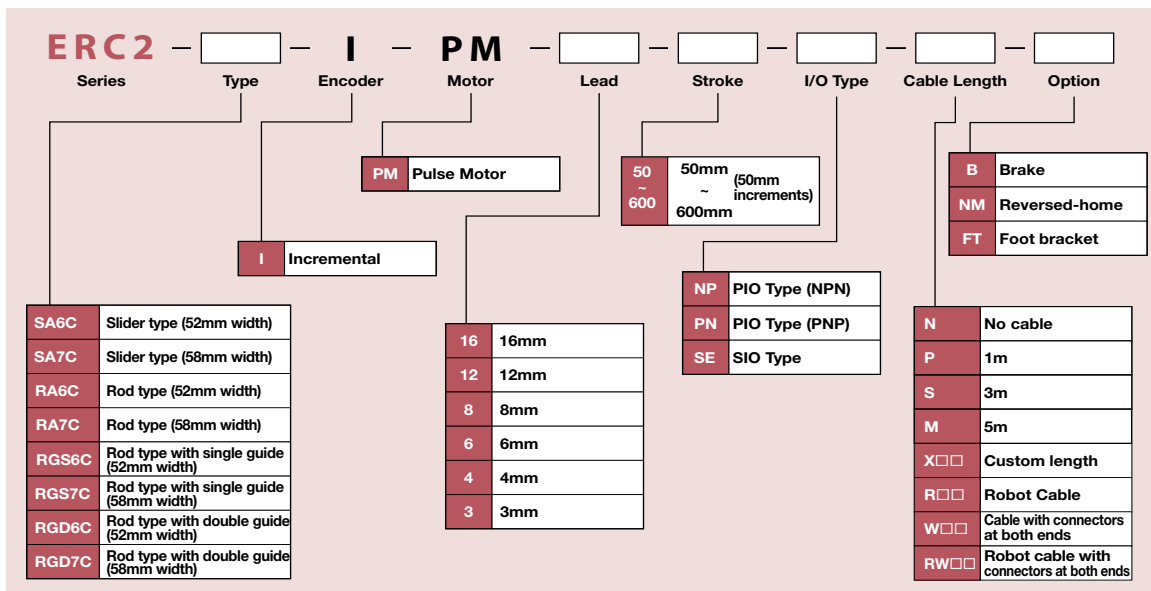 ERC2 — □ — I — PM — □ — □ — □ — □ — □
Series Type Encoder Motor Lead Stroke I/O Type Cable Length Option
PM Pulse Motor
50 ~ 600 50mm ~ 600mm (50mm increments)
B Brake
NM Reversed-home
FT Foot bracket
I Incremental
NP PIO Type (NPN)
PN PIO Type (PNP)
SE SIO Type
SA6C Slider type (52mm width)
SA7C Slider type (58mm width)
RA6C Rod type (52mm width)
RA7C Rod type (58mm width)
RGS6C Rod type with single guide
(52mm width)
RGS7C Rod type with single guide
(58mm width)
RGD6C Rod type with double guide
(52mm width)
RGD7C Rod type with double guide
(58mm width)
16 16mm
12 12mm
8 8mm
6 6mm
4 4mm
3 3mm
N No cable
P 1m
S 3m
M 5m
X□□ Custom length
R□□ Robot Cable
W□□ Cable with connectors
at both ends
RW□□ Robot cable with
connectors at both ends